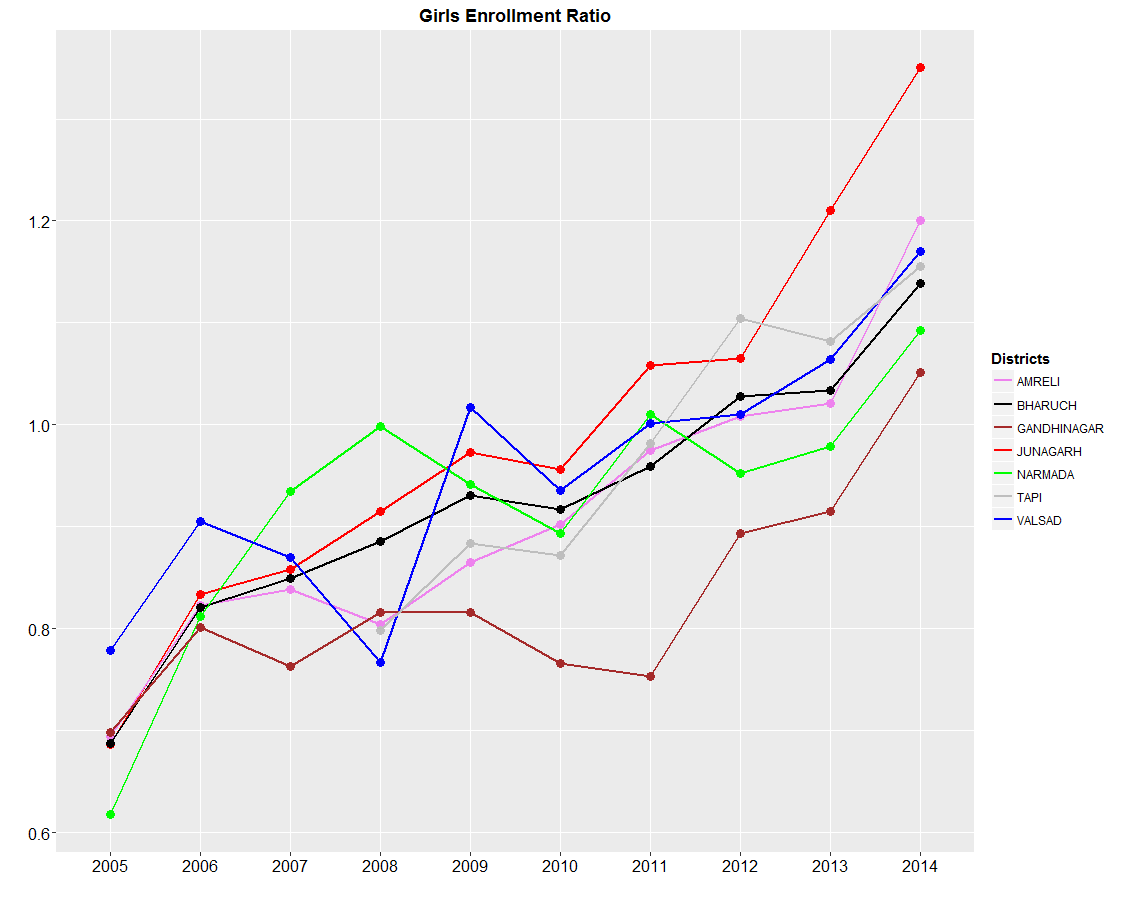 Girls Enrollment Ratio
1.2
1.0
0.8
0.6
2005 2006 2007 2008 2009 2010 2011 2012 2013 2014
Districts
AMRELI
BHARUCH
GANDHINAGAR
JUNAGARH
NARMADA
TAPI
VALSAD